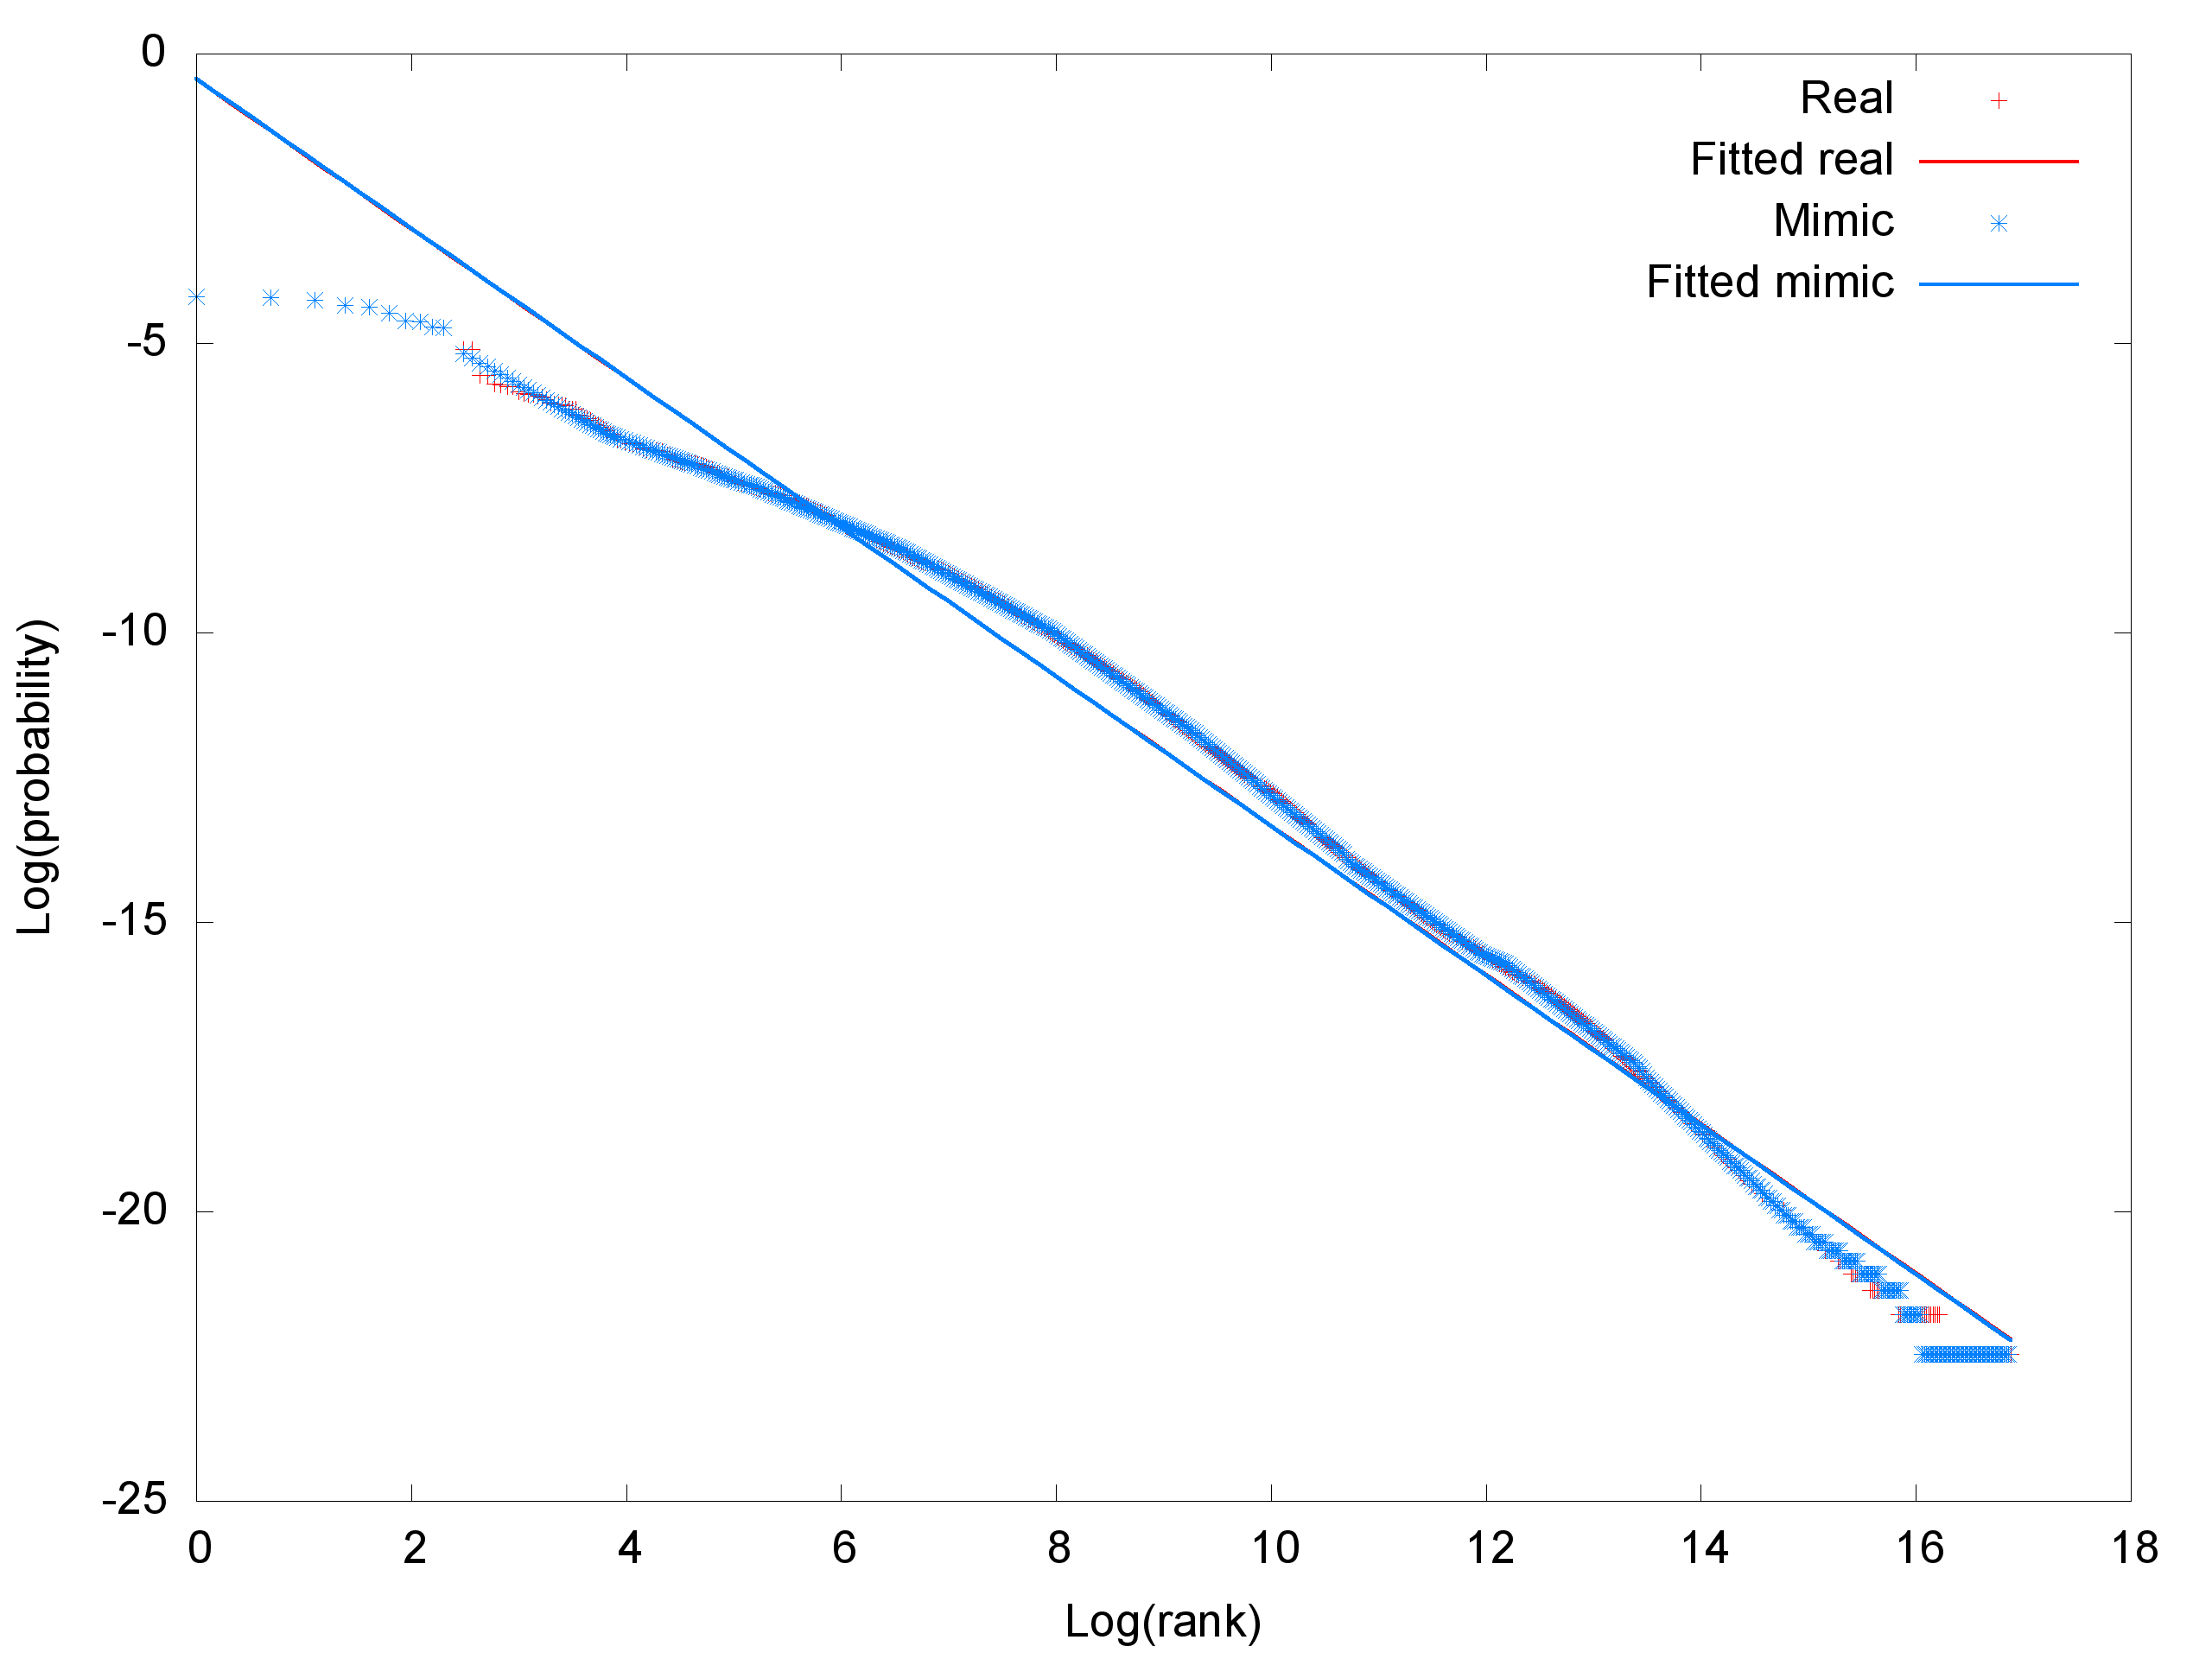 Real
Fitted real
Mimic
Fitted mimic
0
-5
-10
-15
-20
-25
Log(probability)
0 2 4 6 8 10 12 14 16 18
Log(rank)